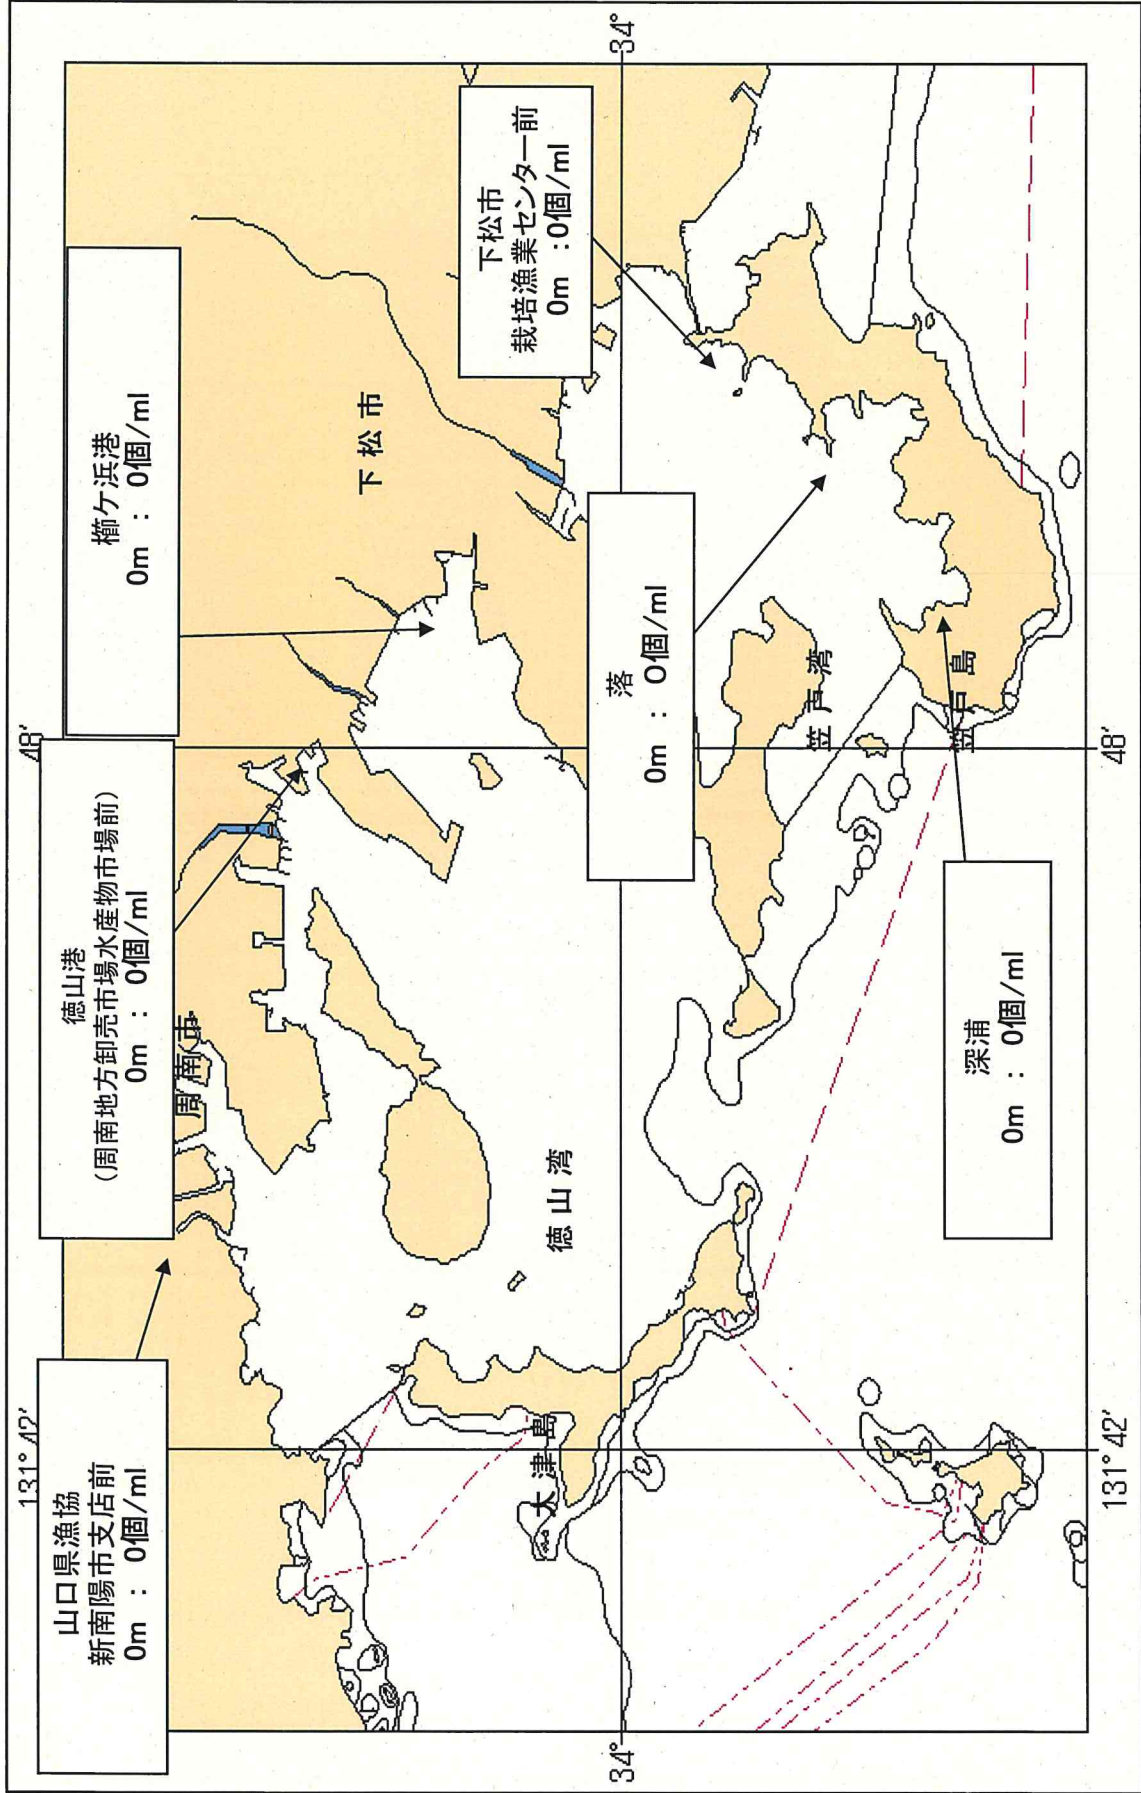 131° 42′
48′
山口県漁協
新南陽市支店前
0m : 0個/ml
徳山港
(周南地方卸売市場水産物市場前)
0m : 0個/ml
櫛ケ浜港
0m : 0個/ml
周南市
下松市
下松市
栽培漁業センター前
0m :0個/ml
34°
34°
徳山湾
大津島
落
0m : 0個/ml
笠戸湾
笠戸島
深浦
0m : 0個/ml
131° 42′
48′